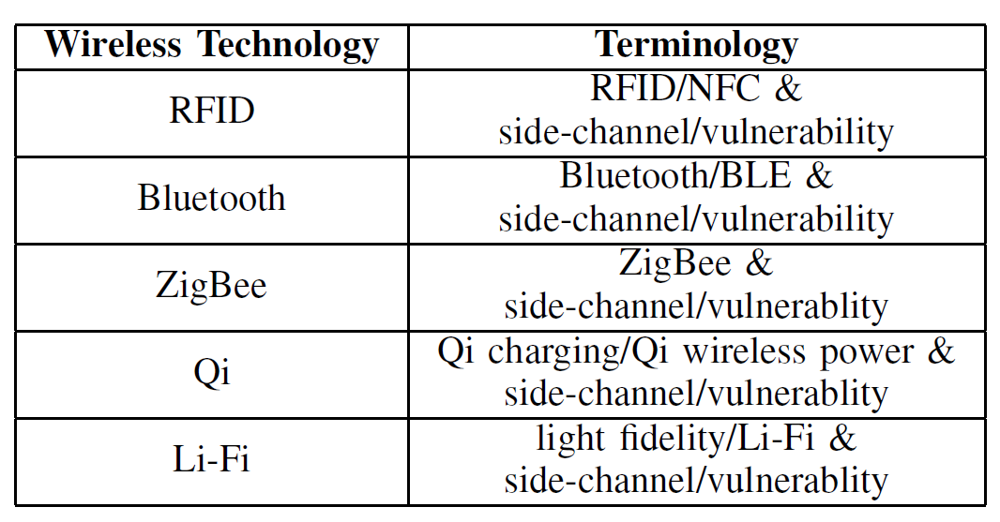 Wireless Technology Terminology
RFID RFID/NFC &
side-channel/vulnerability
Bluetooth Bluetooth/BLE &
side-channel/vulnerability
ZigBee ZigBee &
side-channel/vulnerablity
Qi Qi charging/Qi wireless power &
side-channel/vulnerablity
Li-Fi light fidelity/Li-Fi &
side-channel/vulnerablity